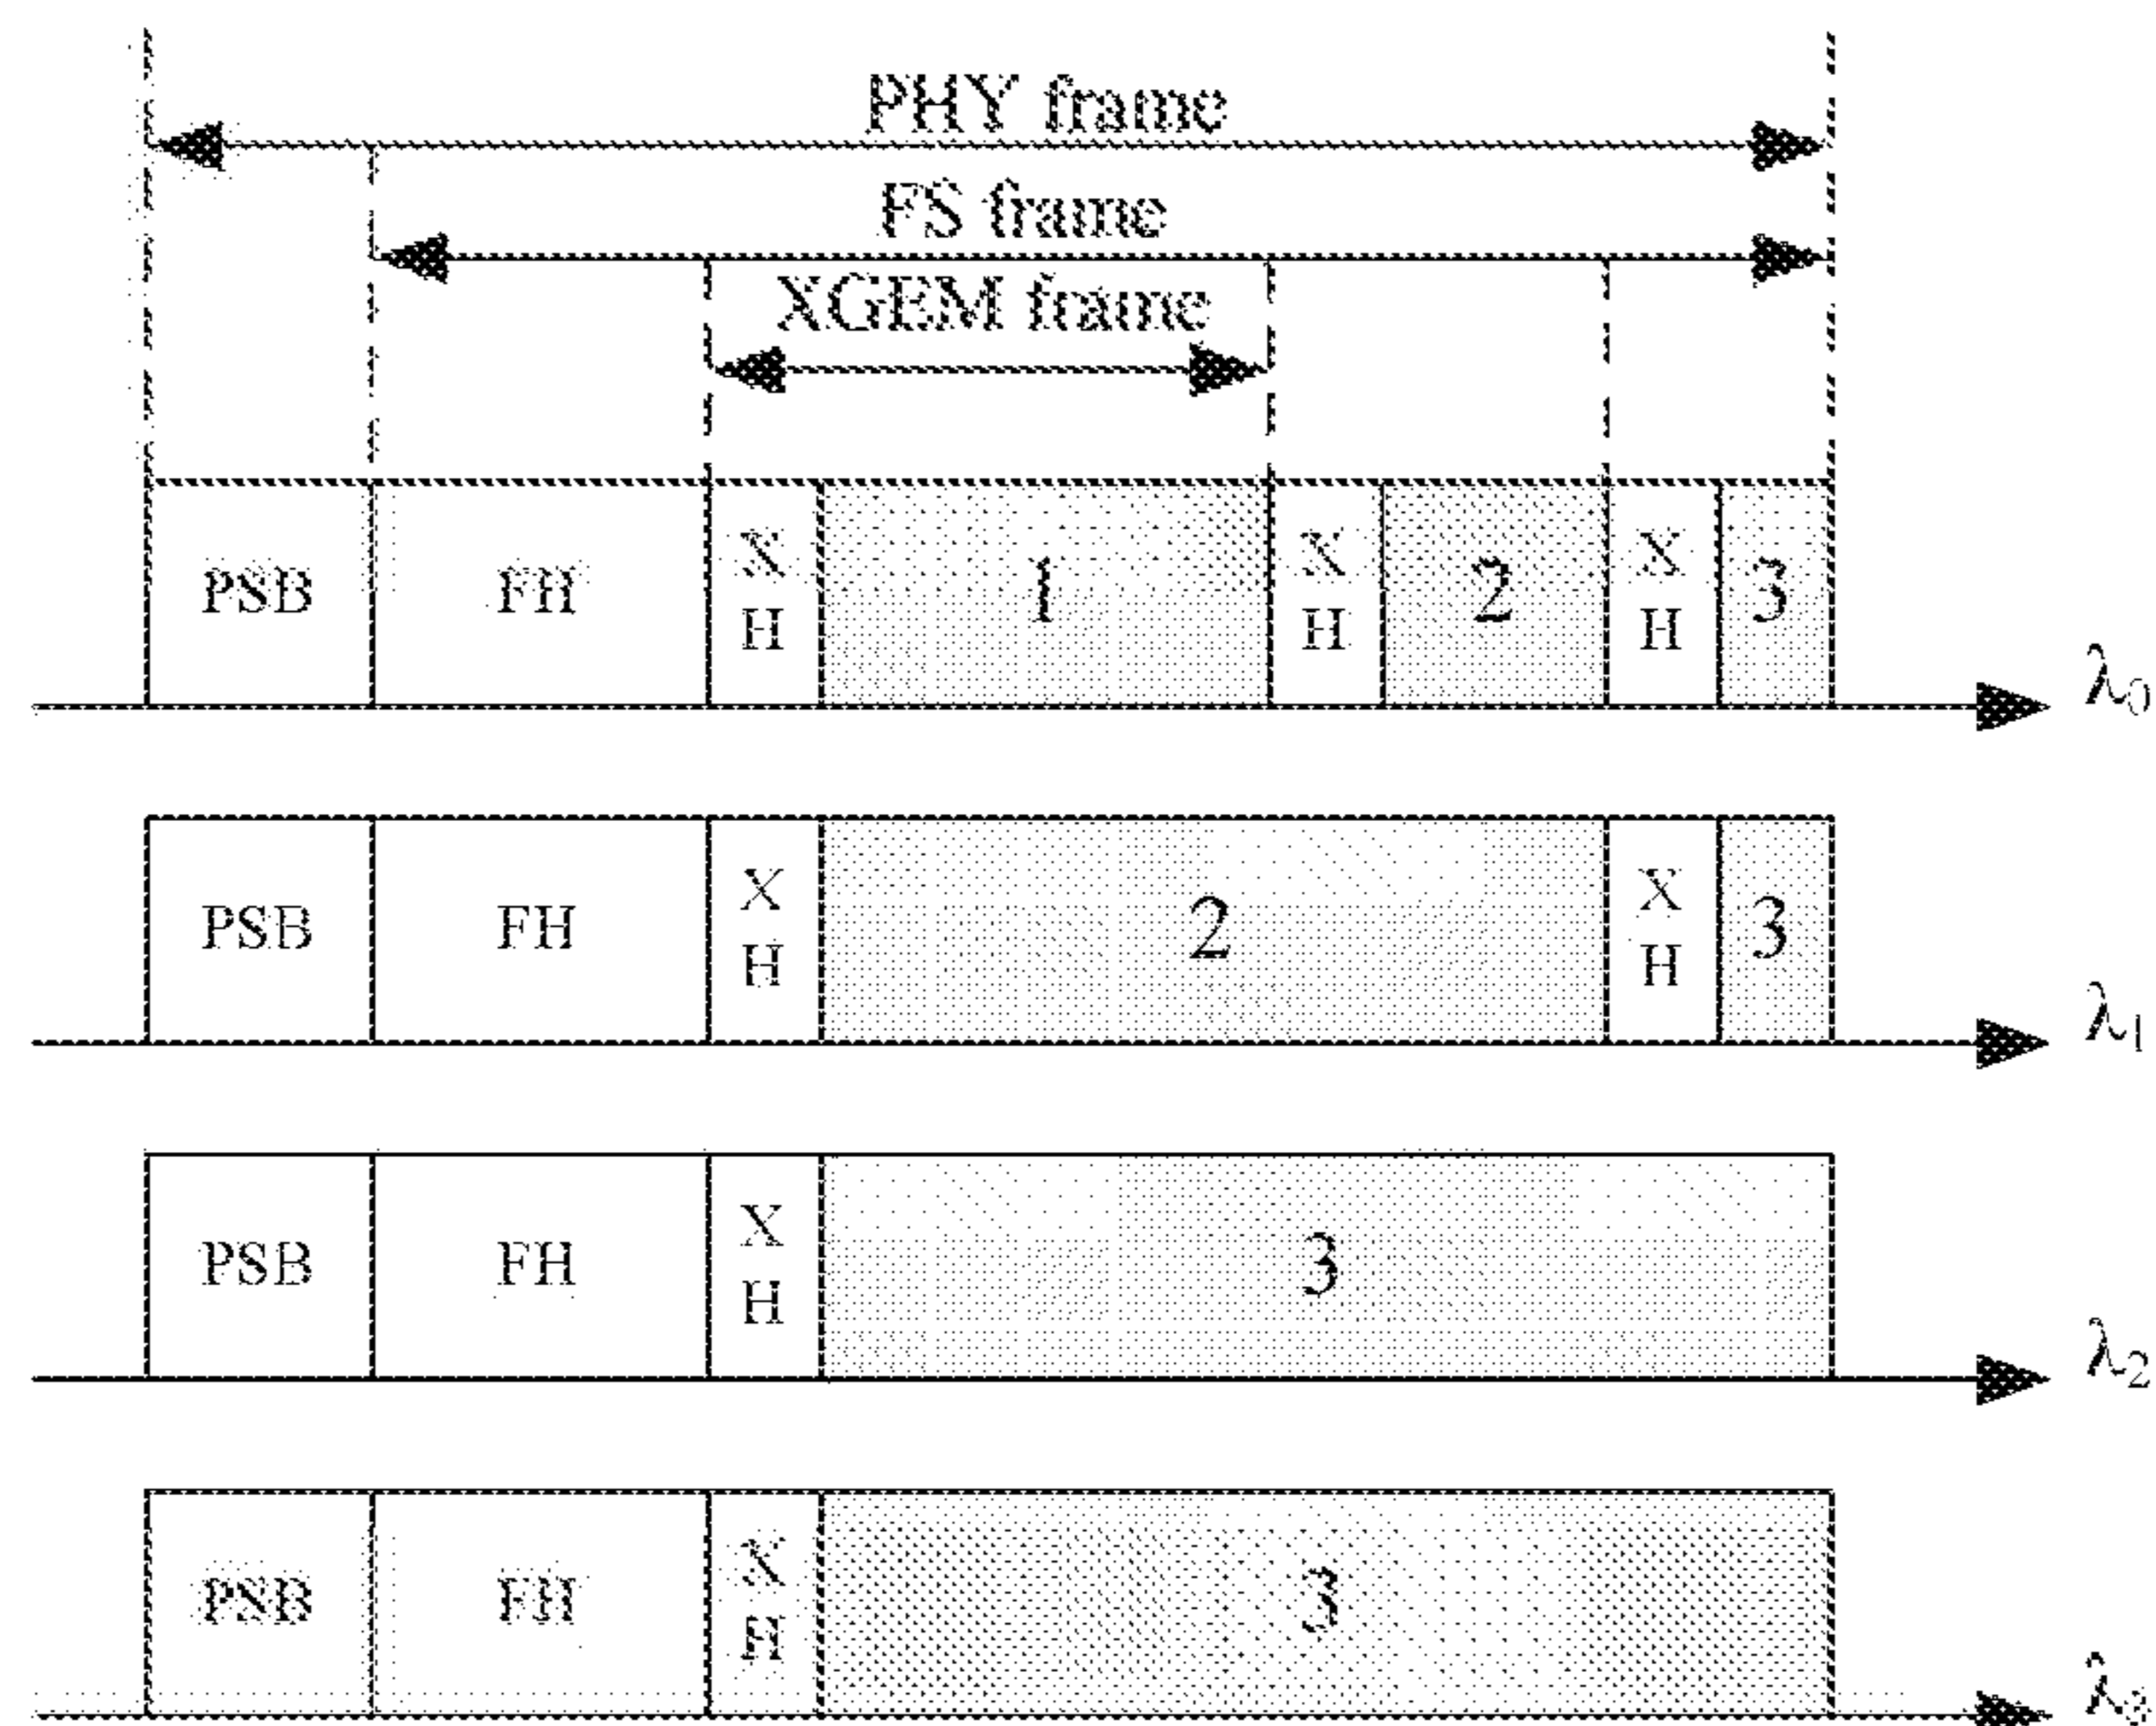 PHY frame
FS frame
XGEM frame
PSB FH X H 1 X H 2 X H 3
λ0
PSB FH X H 2 X H 3
λ1
PSB FH X H 3
λ2
PSB FH X H 3
λ3